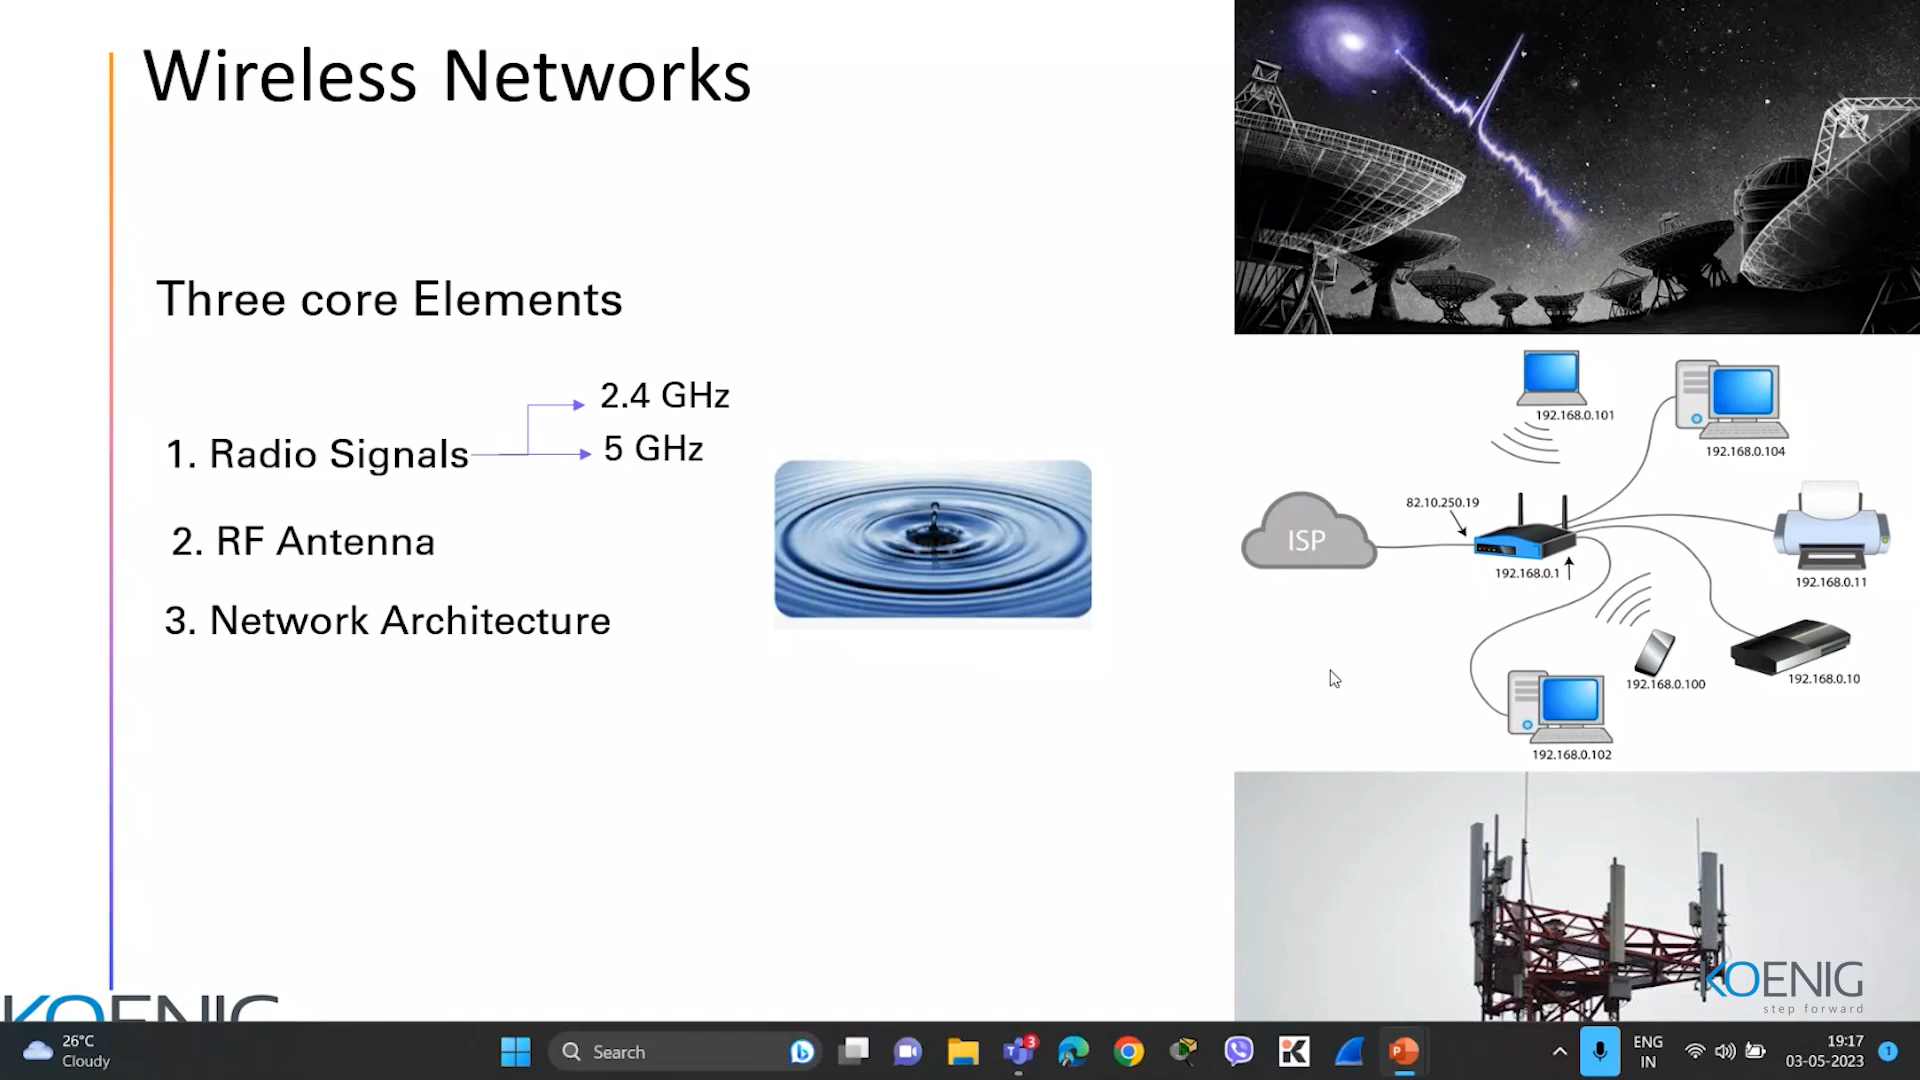 Wireless Networks
Three core Elements
2.4 GHz
1. Radio Signals
5 GHz
2. RF Antenna
3. Network Architecture
192.168.0.101
192.168.0.104
82.10.250.19
ISP
192.168.0.1
192.168.0.11
192.168.0.100
192.168.0.10
192.168.0.102
KOENIG
step forward
KOENIG
26°C
Cloudy
Search
3
ENG
IN
19:17
03-05-2023
1